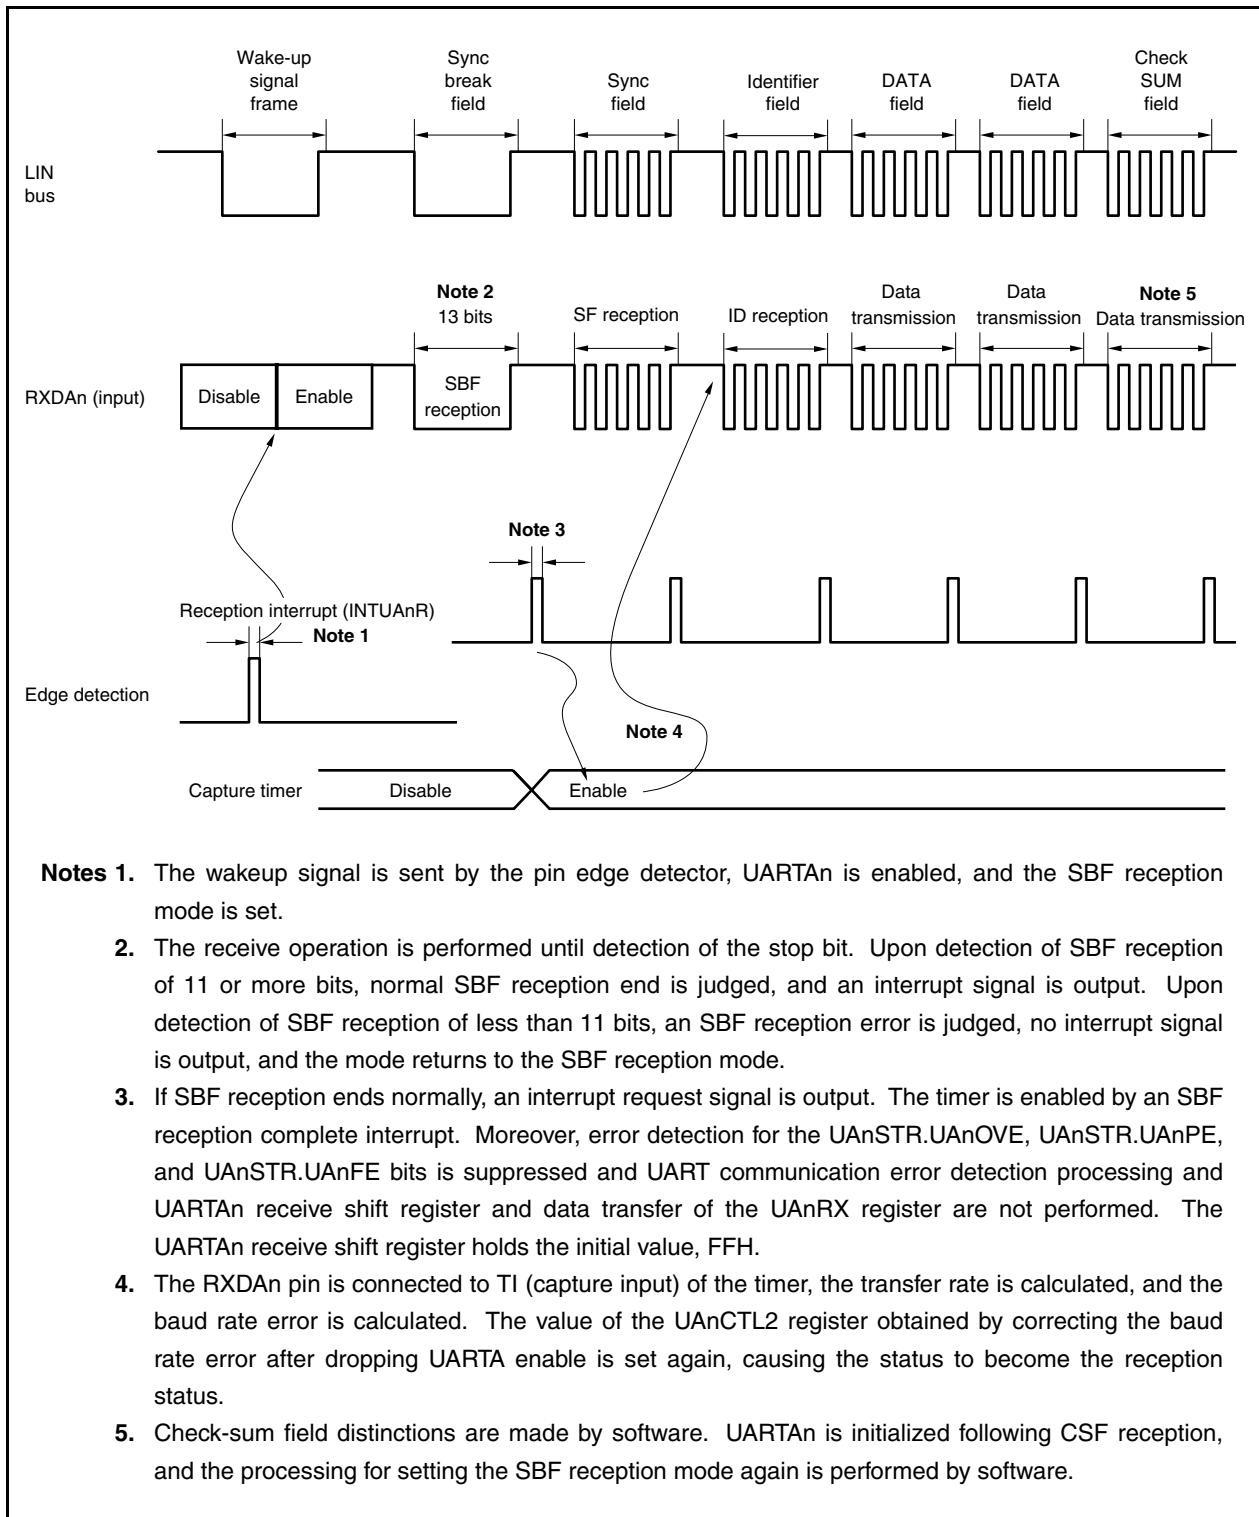 Wake-up
signal
frame
Sync
break
field
Sync
field
Identifier
field
DATA
field
DATA
field
Check
SUM
field
LIN
bus
Note 2
13 bits
SF reception
ID reception
Data
transmission
Data
transmission
Note 5
Data transmission
RXDAn (input)
Disable
Enable
SBF
reception
Note 3
Reception interrupt (INTUAnR)
Note 1
Edge detection
Note 4
Capture timer
Disable
Enable
Notes 1. The wakeup signal is sent by the pin edge detector, UARTAn is enabled, and the SBF reception
mode is set.
2. The receive operation is performed until detection of the stop bit. Upon detection of SBF reception
of 11 or more bits, normal SBF reception end is judged, and an interrupt signal is output. Upon
detection of SBF reception of less than 11 bits, an SBF reception error is judged, no interrupt signal
is output, and the mode returns to the SBF reception mode.
3. If SBF reception ends normally, an interrupt request signal is output. The timer is enabled by an SBF
reception complete interrupt. Moreover, error detection for the UAnSTR.UAnOVE, UAnSTR.UAnPE,
and UAnSTR.UAnFE bits is suppressed and UART communication error detection processing and
UARTAn receive shift register and data transfer of the UAnRX register are not performed. The
UARTAn receive shift register holds the initial value, FFH.
4. The RXDAn pin is connected to TI (capture input) of the timer, the transfer rate is calculated, and the
baud rate error is calculated. The value of the UAnCTL2 register obtained by correcting the baud
rate error after dropping UARTA enable is set again, causing the status to become the reception
status.
5. Check-sum field distinctions are made by software. UARTAn is initialized following CSF reception,
and the processing for setting the SBF reception mode again is performed by software.